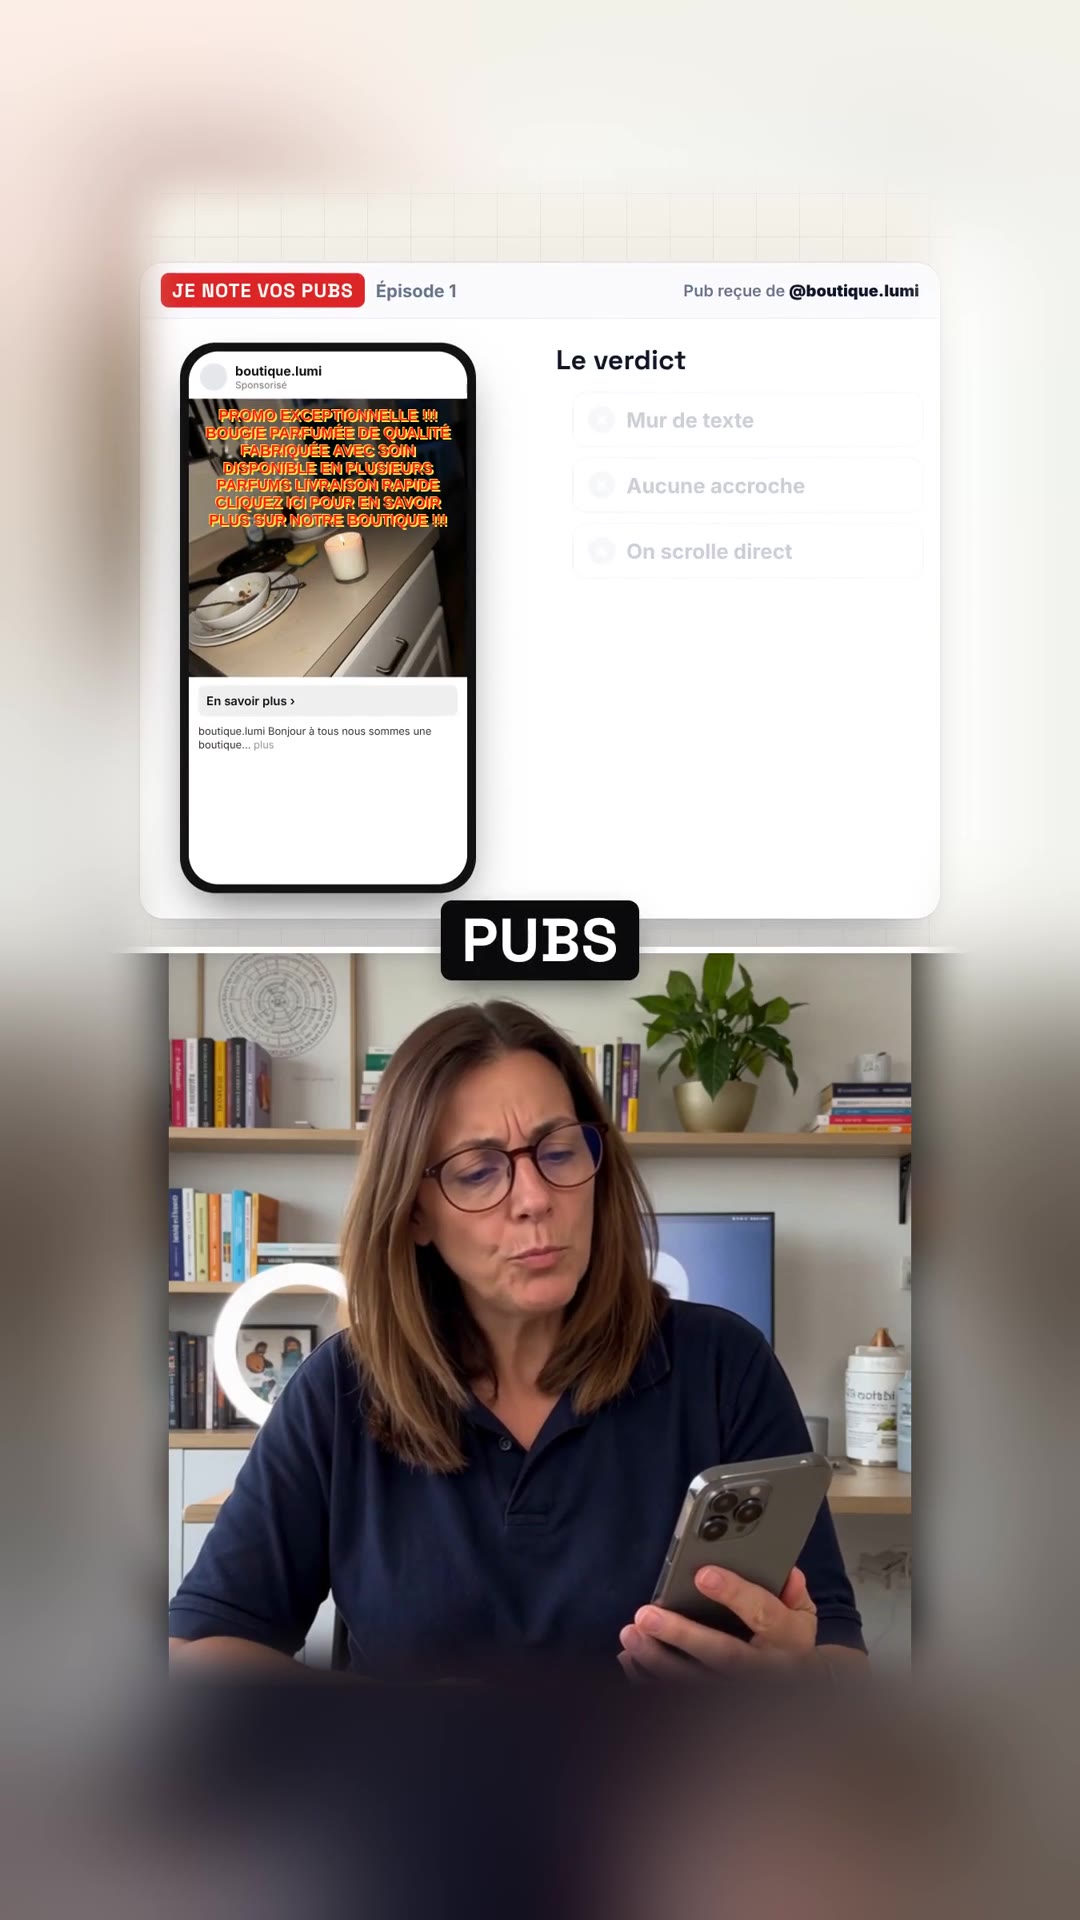 JE NOTE VOS PUBS
Épisode 1
Pub reçue de @boutique.lumi
boutique.lumi
Sponsorisé
PROMO EXCEPTIONNELLE !!!
BOUGIE PARFUMÉE DE QUALITÉ
FABRIQUÉE AVEC SOIN
DISPONIBLE EN PLUSIEURS
PARFUMS LIVRAISON RAPIDE
CLIQUEZ ICI POUR EN SAVOIR
PLUS SUR NOTRE BOUTIQUE !!!
En savoir plus ›
boutique.lumi Bonjour à tous nous sommes une
boutique... plus
Le verdict
Mur de texte
Aucune accroche
On scrolle direct
PUBS